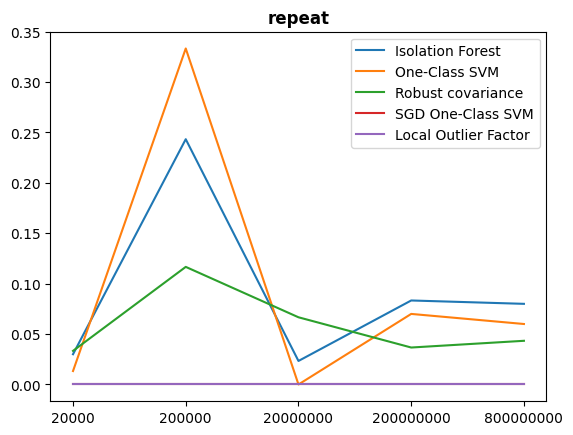 repeat
0.35
0.30
0.25
0.20
0.15
0.10
0.05
0.00
Isolation Forest
One-Class SVM
Robust covariance
SGD One-Class SVM
Local Outlier Factor
20000 200000 20000000 200000000 800000000